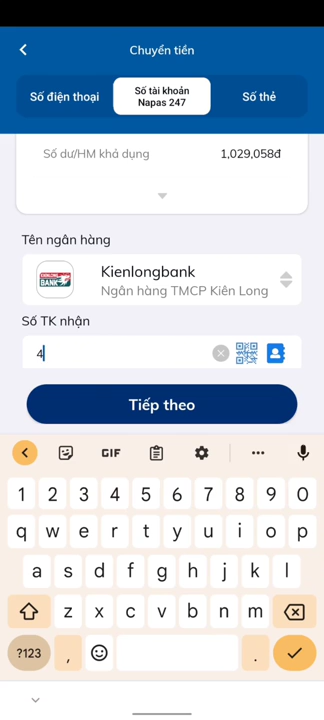 Chuyển tiền
Số điện thoại
Số tài khoản
Napas 247
Số thẻ
Số dư/HM khả dụng
1,029,058đ
Tên ngân hàng
Kienlongbank
Ngân hàng TMCP Kiên Long
Số TK nhận
4
Tiếp theo
GIF
1 2 3 4 5 6 7 8 9 0
q w e r t y u i o p
a s d f g h j k l
z x c v b n m
?123 , .